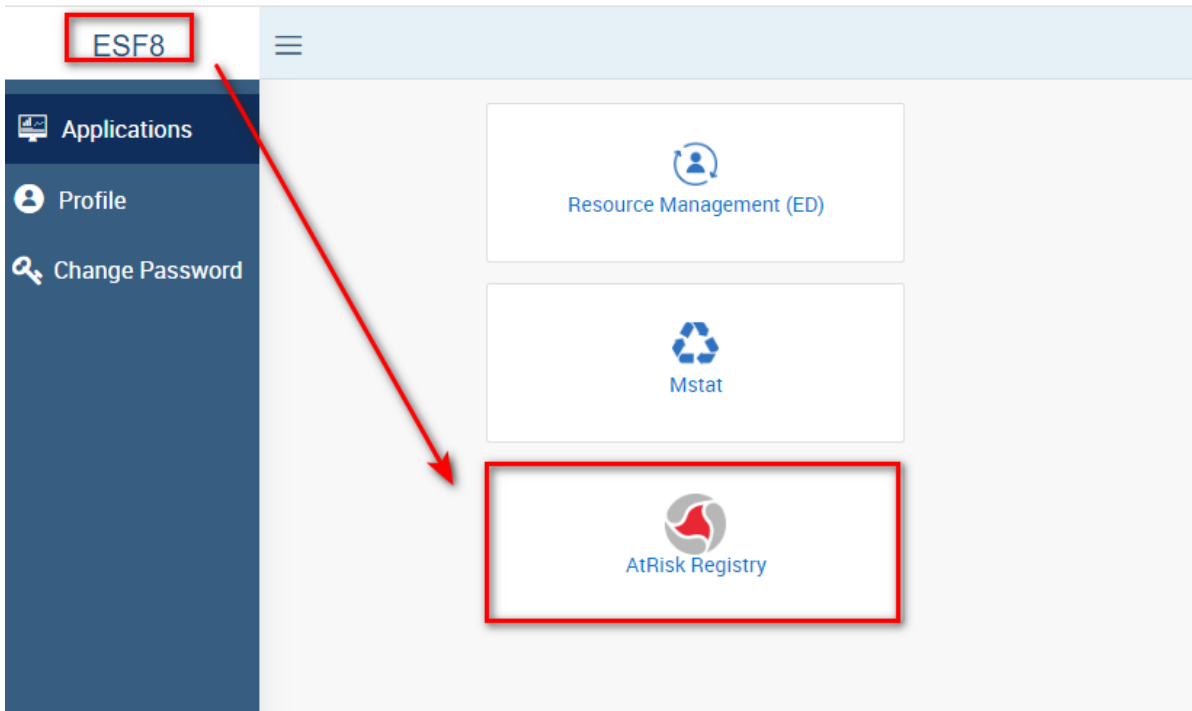 ESF8
Applications
Profile
Change Password
Resource Management (ED)
Mstat
AtRisk Registry